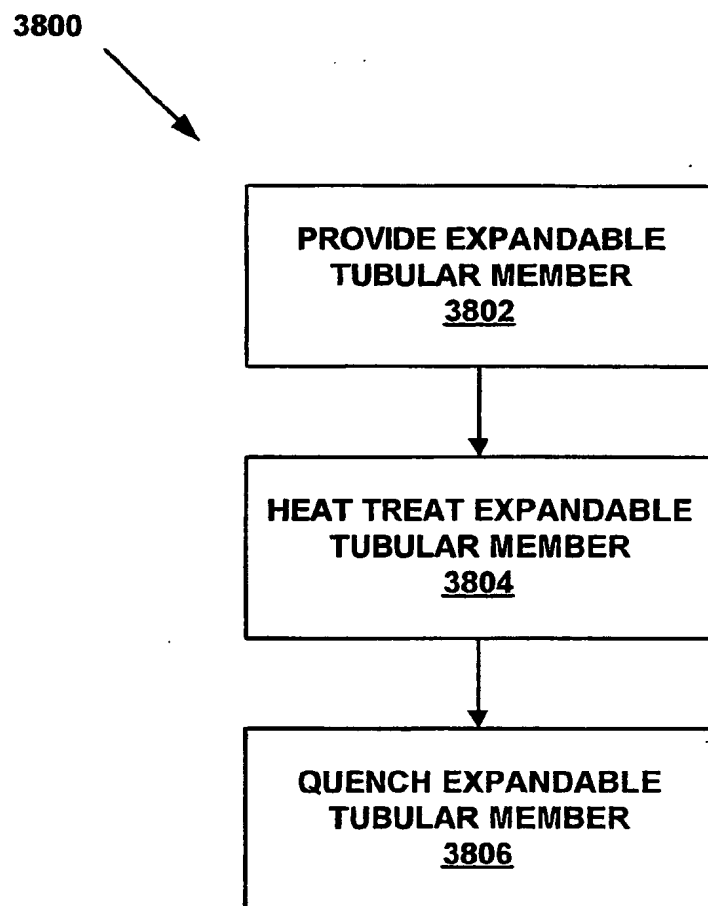 3800
PROVIDE EXPANDABLE
TUBULAR MEMBER
3802
HEAT TREAT EXPANDABLE
TUBULAR MEMBER
3804
QUENCH EXPANDABLE
TUBULAR MEMBER
3806